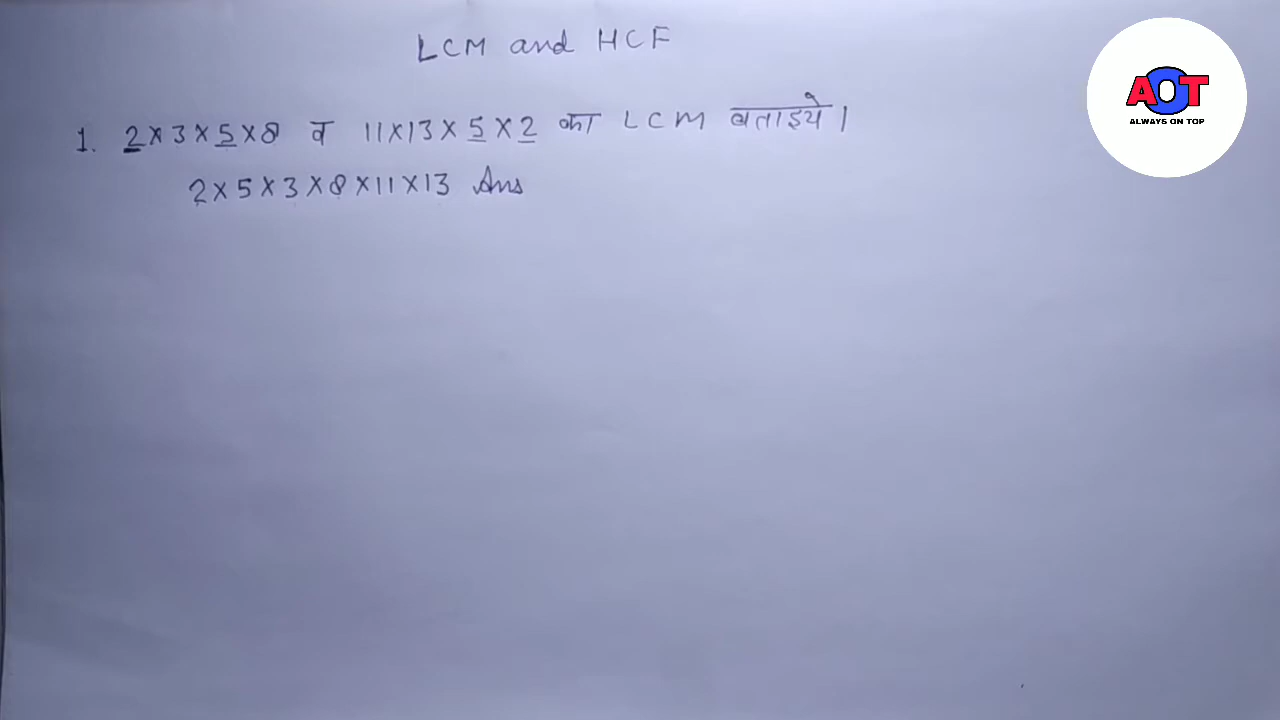 LCM and HCF
AOT
ALWAYS ON TOP
1. 2×3×5×8 व 11×13×5×2 का LCM बताइये।
2×5×3×8×11×13 Ans